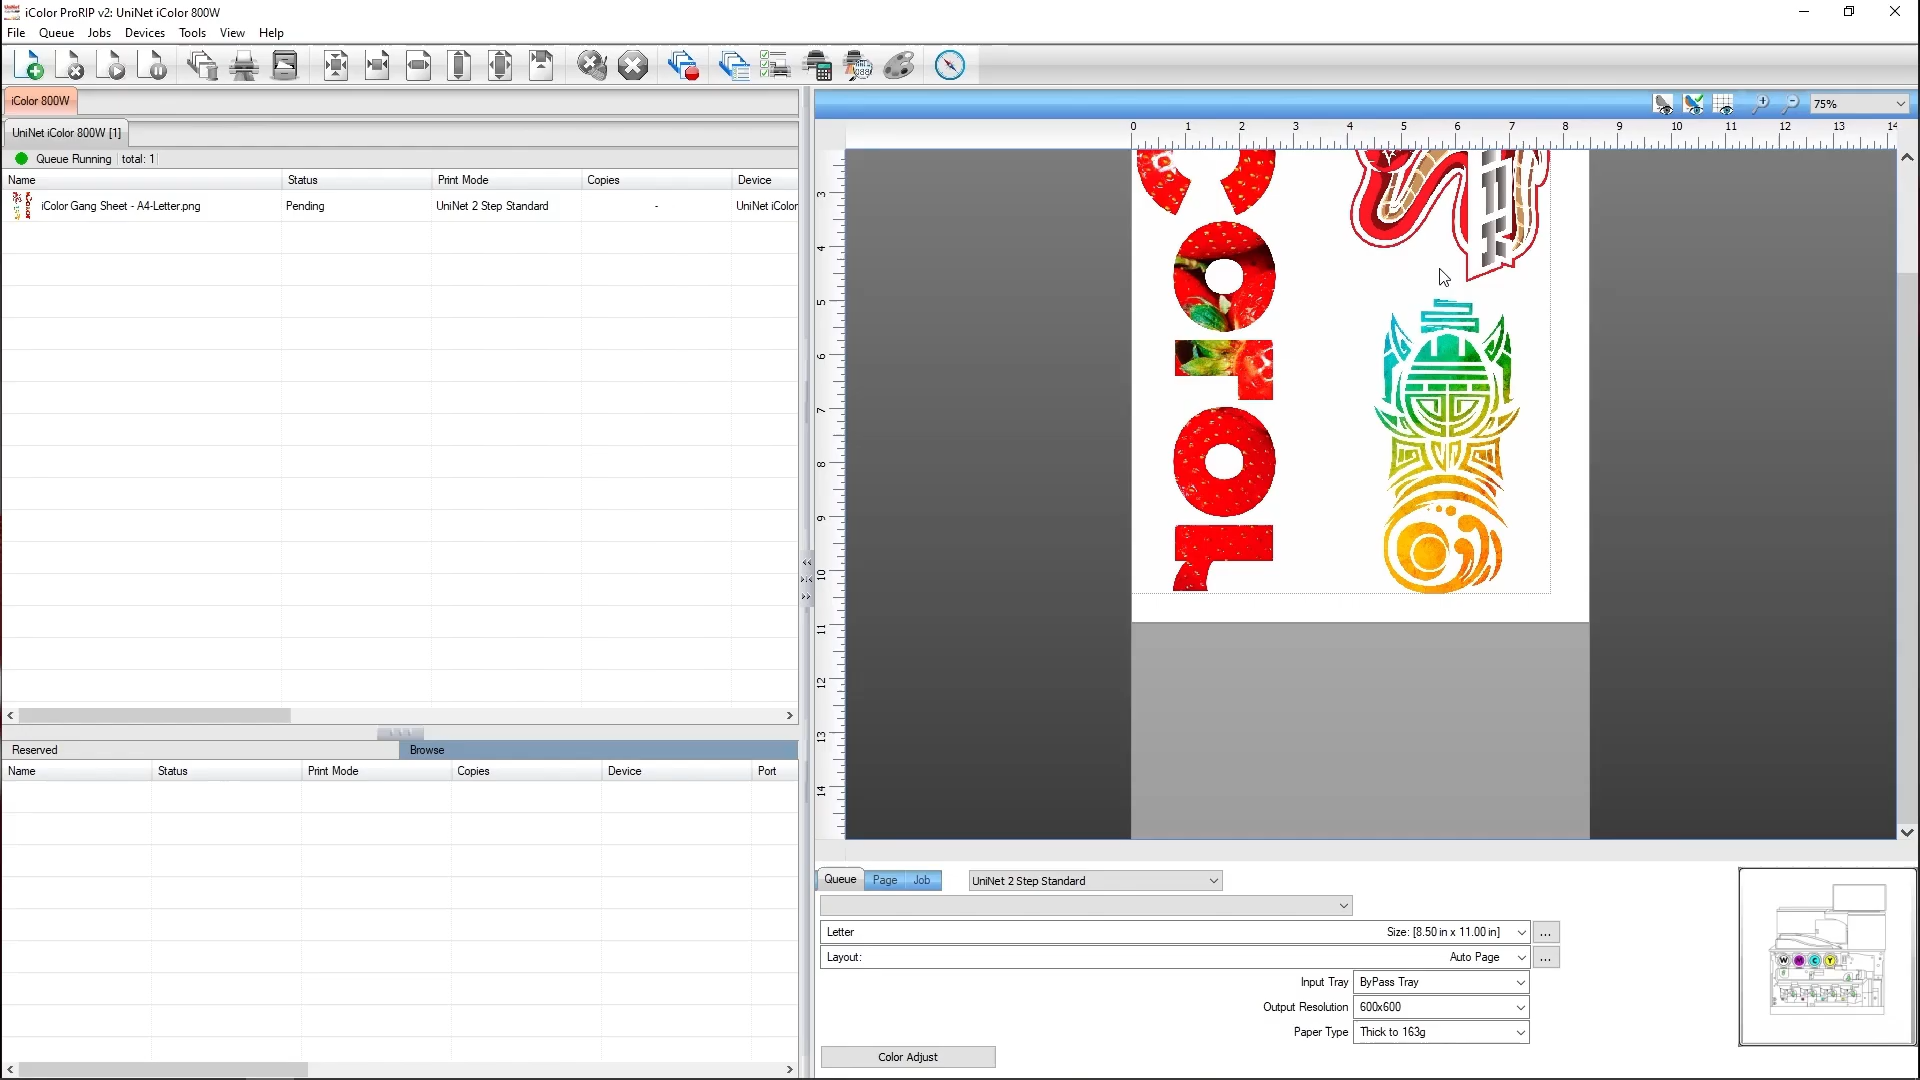 iColor ProRIP v2: UniNet iColor 800W
File Queue Jobs Devices Tools View Help
iColor 800W
UniNet iColor 800W [1]
Queue Running total: 1
Name Status Print Mode Copies Device
iColor Gang Sheet - A4-Letter.png Pending UniNet 2 Step Standard - UniNet iColor
Reserved Browse
Name Status Print Mode Copies Device Port
75%
0 1 2 3 4 5 6 7 8 9 10 11 12 13 14
3
4
5
6
7
8
9
10
11
12
13
14
Color
Queue Page Job UniNet 2 Step Standard
Letter Size: [8.50 in x 11.00 in] ...
Layout: Auto Page ...
Input Tray ByPass Tray
Output Resolution 600x600
Paper Type Thick to 163g
Color Adjust
W M C Y